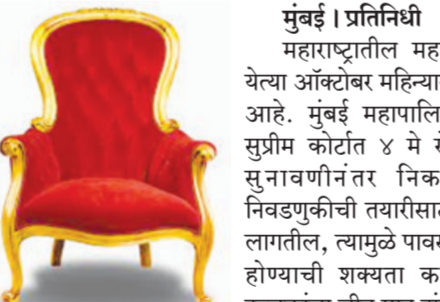 मुंबई । प्रतिनिधी
महाराष्ट्रातील मह
येत्या ऑक्टोबर महिन्या
आहे. मुंबई महापालि
सुप्रीम कोर्टात ४ मे
सुनावणीनंतर निक
निवडणुकीची तयारीसा
लागतील, त्यामुळे पावस
होण्याची शक्यता क